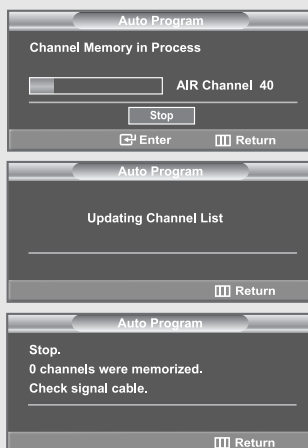 Auto Program
Channel Memory in Process
AIR Channel 40
Stop
Enter Return
Auto Program
Updating Channel List
Return
Auto Program
Stop.
0 channels were memorized.
Check signal cable.
Return